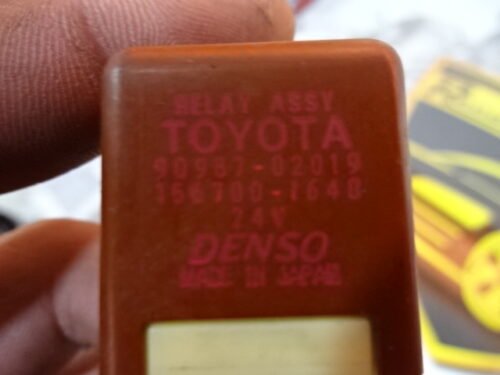 RELAY ASSY
TOYOTA
90987-02019
156700-1640
24V
DENSO
MADE IN JAPAN